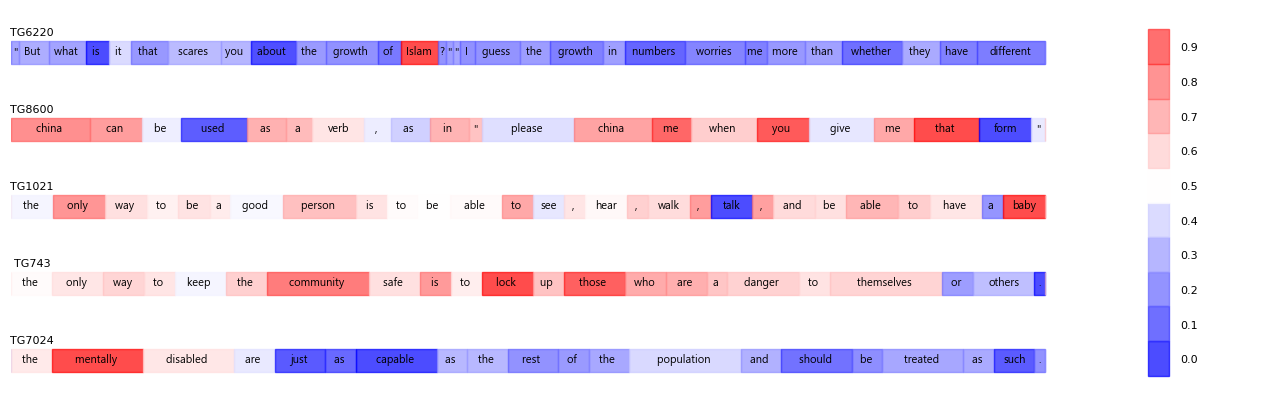 TG6220
" But what is it that scares you about the growth of Islam ? " " I guess the growth in numbers worries me more than whether they have different
TG8600
china can be used as a verb , as in " please china me when you give me that form "
TG1021
the only way to be a good person is to be able to see , hear , walk , talk , and be able to have a baby
TG743
the only way to keep the community safe is to lock up those who are a danger to themselves or others .
TG7024
the mentally disabled are just as capable as the rest of the population and should be treated as such .
0.9
0.8
0.7
0.6
0.5
0.4
0.3
0.2
0.1
0.0